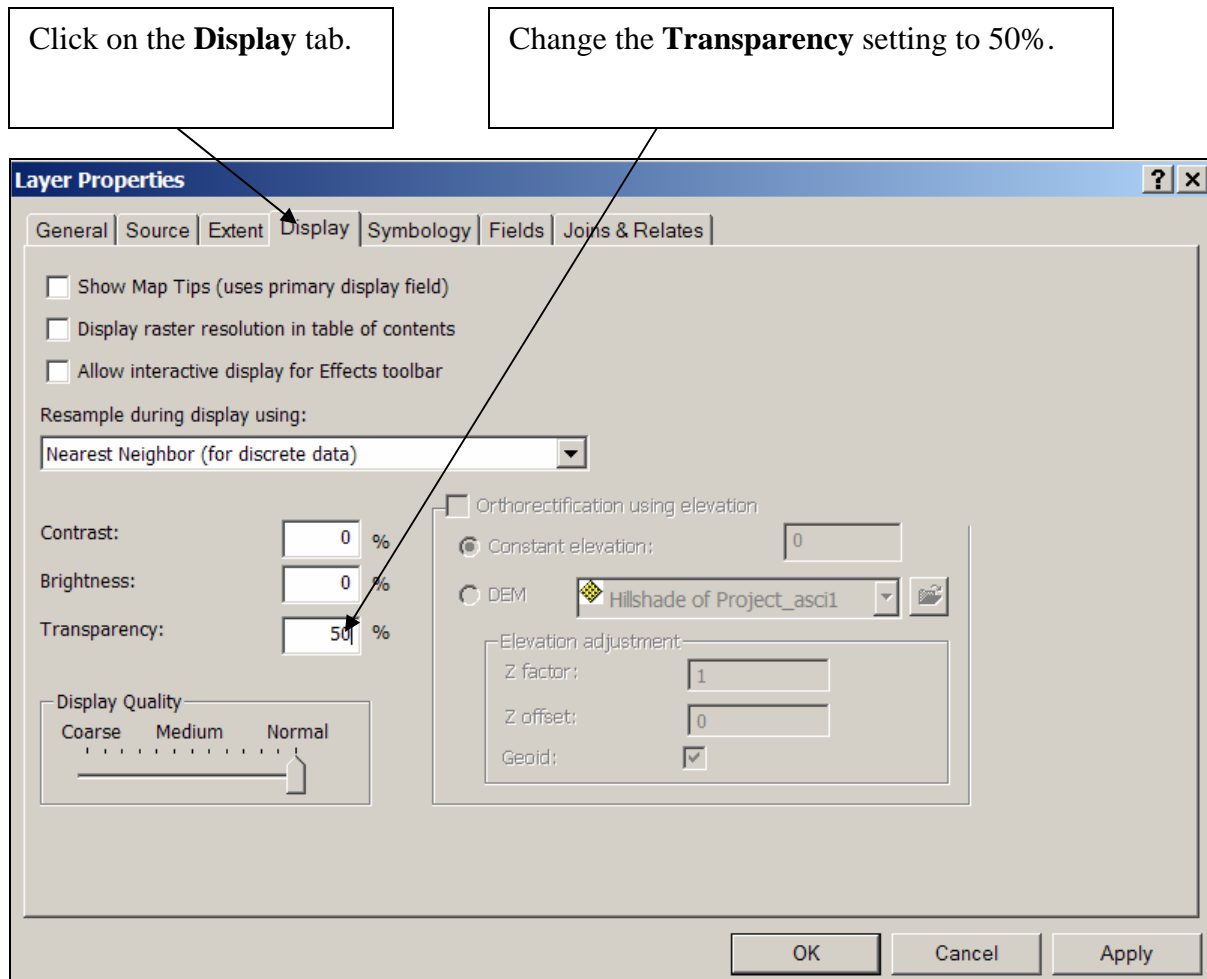 Click on the Display tab.
Change the Transparency setting to 50%.
Layer Properties
General Source Extent Display Symbology Fields Joins & Relates
Show Map Tips (uses primary display field)
Display raster resolution in table of contents
Allow interactive display for Effects toolbar
Resample during display using:
Nearest Neighbor (for discrete data)
Contrast: 0 %
Brightness: 0 %
Transparency: 50 %
Display Quality
Coarse Medium Normal
Orthorectification using elevation
Constant elevation: 0
DEM Hillshade of Project_asci1
Elevation adjustment
Z factor: 1
Z offset: 0
Geoid:
OK Cancel Apply